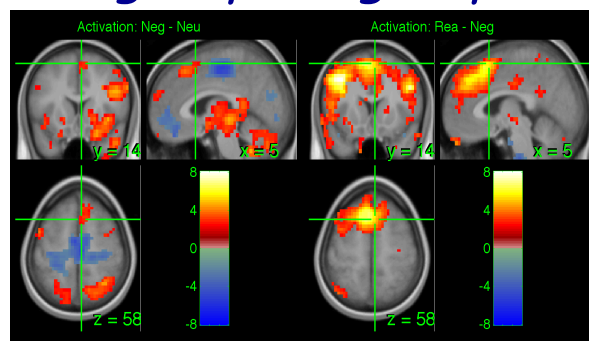 Activation: Neg - Neu
Activation: Rea - Neg
y = 14
x = 5
y = 14
x = 5
8
4
0
-4
-8
z = 58
8
4
0
-4
-8
z = 58